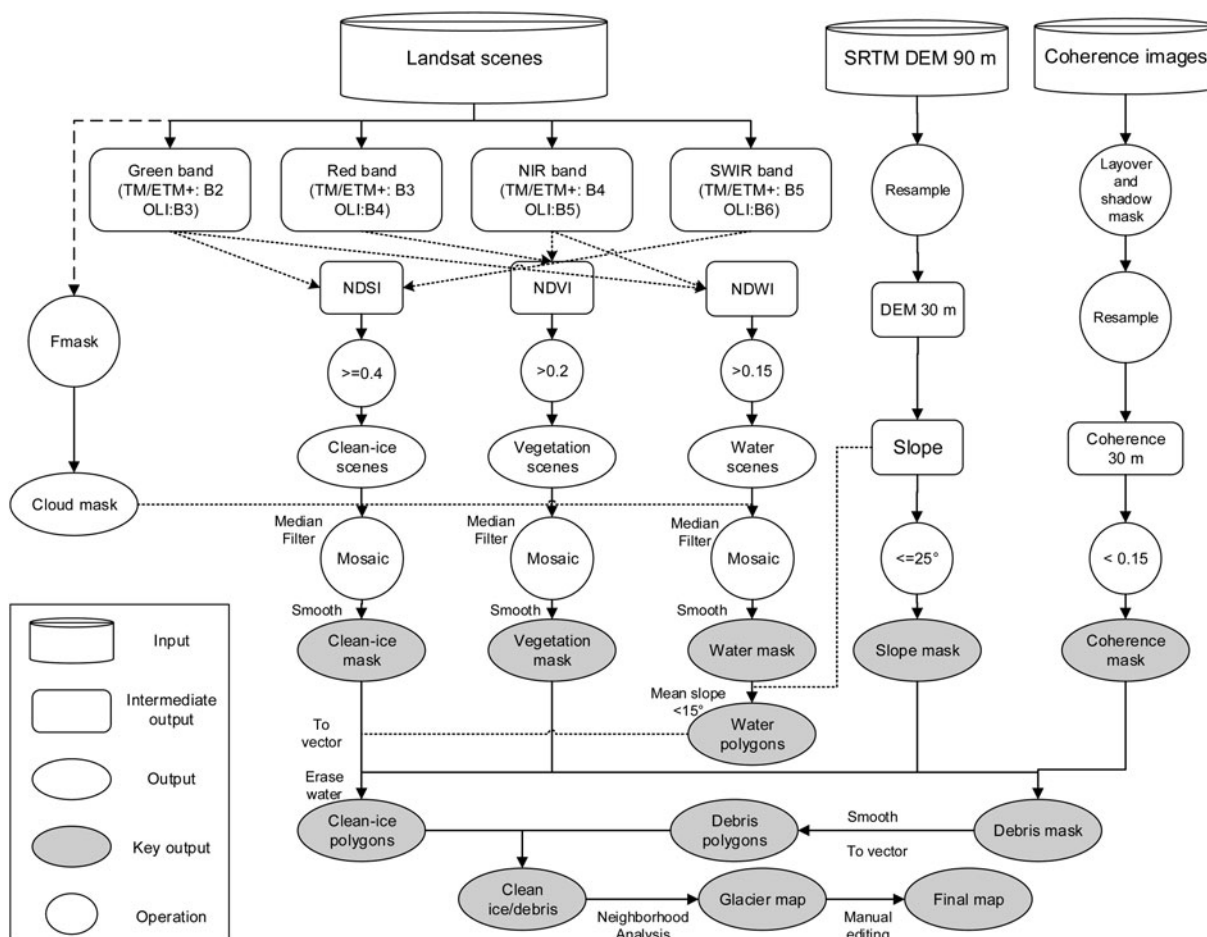 Landsat scenes
SRTM DEM 90 m
Coherence images
Green band
(TM/ETM+: B2
OLI:B3)
Red band
(TM/ETM+: B3
OLI:B4)
NIR band
(TM/ETM+: B4
OLI:B5)
SWIR band
(TM/ETM+: B5
OLI:B6)
Resample
Layover
and
shadow
mask
NDSI
NDVI
NDWI
DEM 30 m
Resample
Fmask
>=0.4
>0.2
>0.15
Clean-ice
scenes
Vegetation
scenes
Water
scenes
Slope
Coherence
30 m
Cloud mask
Median
Filter
Mosaic
Median
Filter
Mosaic
Median
Filter
Mosaic
<=25°
< 0.15
Smooth
Smooth
Smooth
Clean-ice
mask
Vegetation
mask
Water mask
Slope mask
Coherence
mask
Mean slope
<15°
To
vector
Water
polygons
Erase
water
Clean-ice
polygons
Debris
polygons
Smooth
To vector
Debris mask
Clean
ice/debris
Neighborhood
Analysis
Glacier map
Manual
editing
Final map
Input
Intermediate
output
Output
Key output
Operation